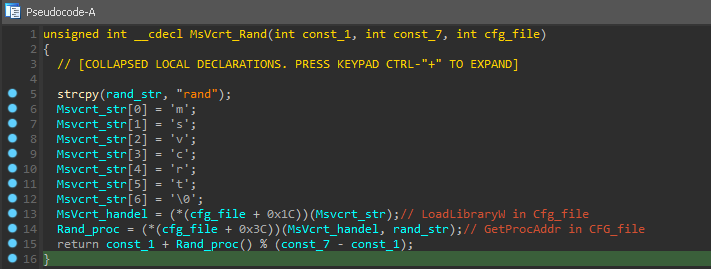 Pseudocode-A
1 unsigned int __cdecl MsVcrt_Rand(int const_1, int const_7, int cfg_file)
2 {
3 // [COLLAPSED LOCAL DECLARATIONS. PRESS KEYPAD CTRL-"+" TO EXPAND]
4
5 strcpy(rand_str, "rand");
6 Msvcrt_str[0] = 'm';
7 Msvcrt_str[1] = 's';
8 Msvcrt_str[2] = 'v';
9 Msvcrt_str[3] = 'c';
10 Msvcrt_str[4] = 'r';
11 Msvcrt_str[5] = 't';
12 Msvcrt_str[6] = '\0';
13 MsVcrt_handel = (*(cfg_file + 0x1C))(Msvcrt_str);// LoadLibraryW in Cfg_file
14 Rand_proc = (*(cfg_file + 0x3C))(MsVcrt_handel, rand_str);// GetProcAddr in CFG_file
15 return const_1 + Rand_proc() % (const_7 - const_1);
16 }